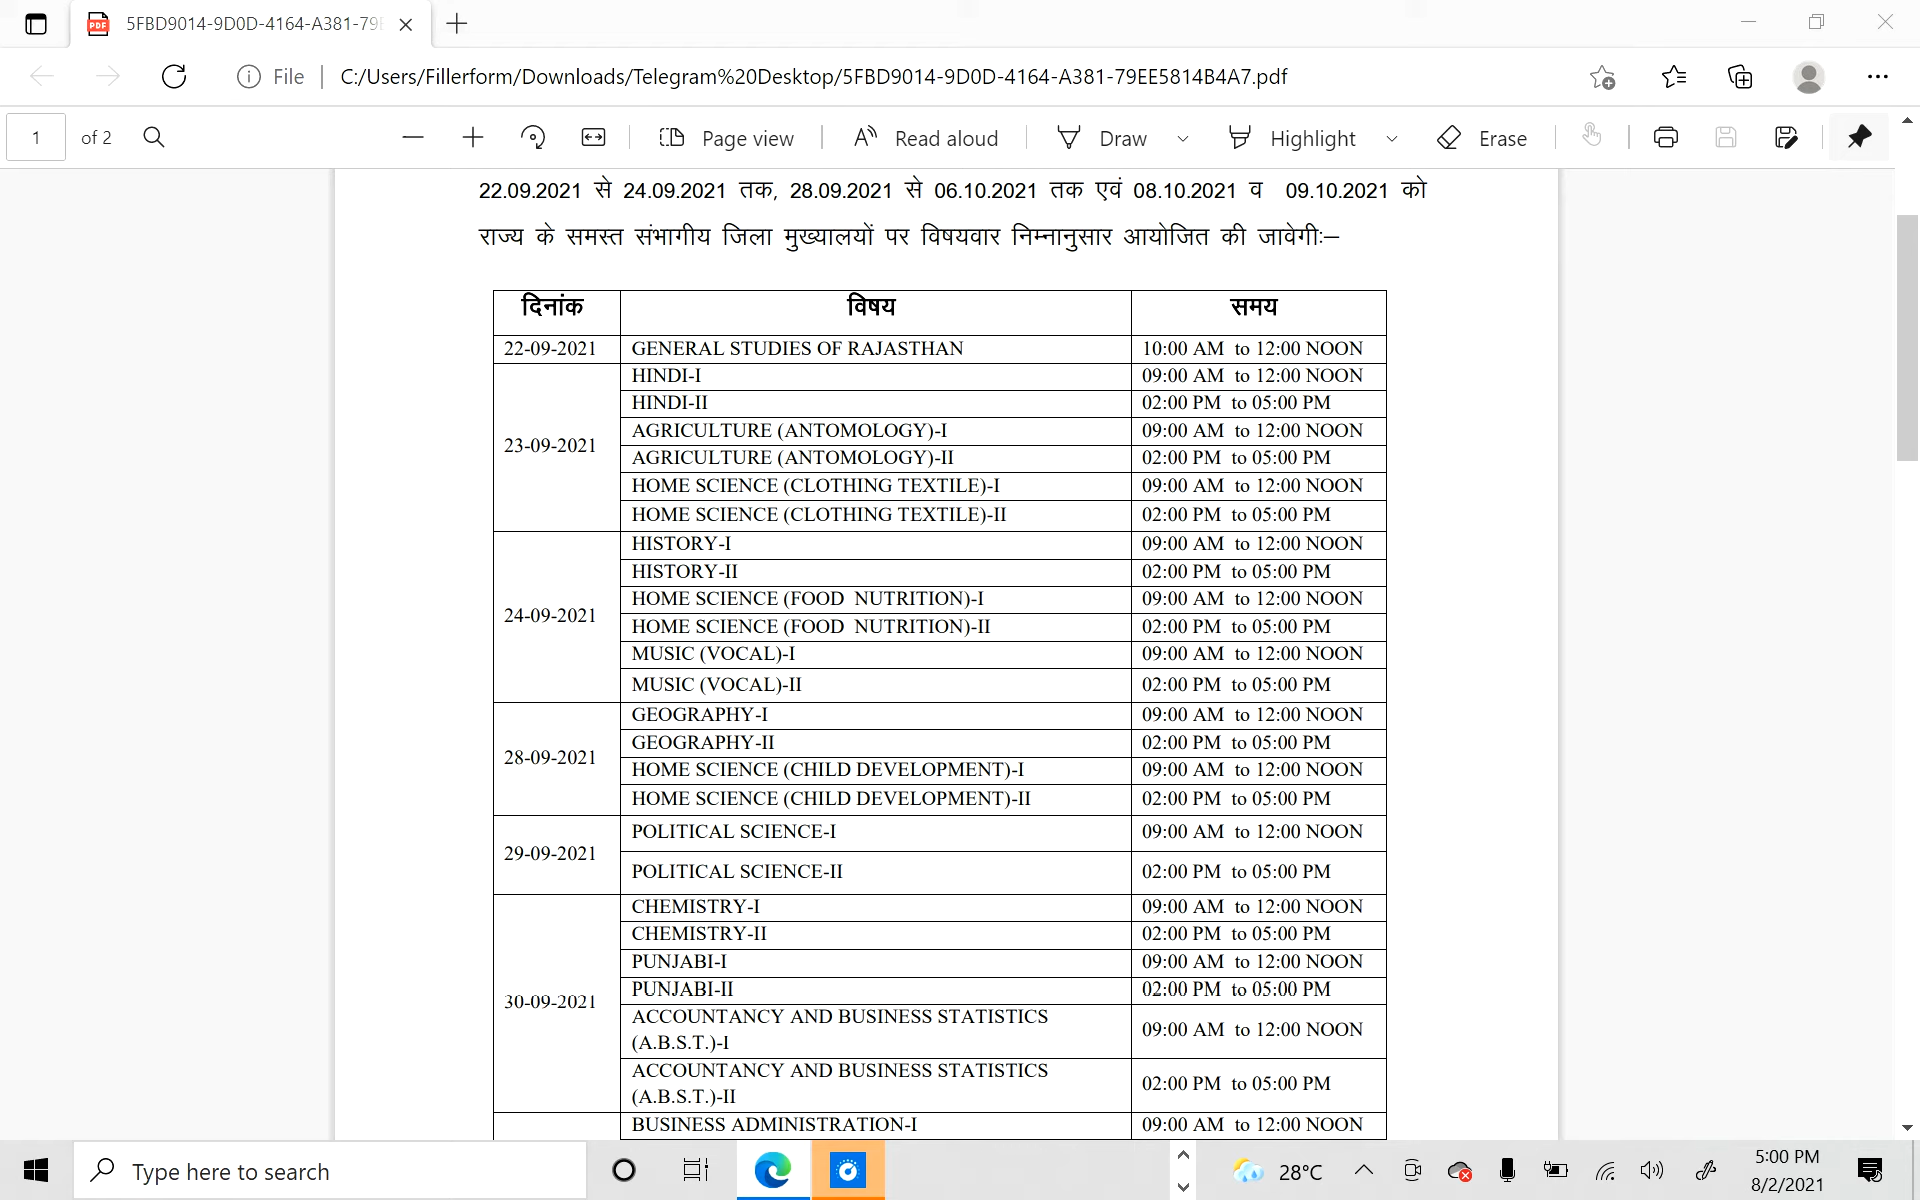 5FBD9014-9D0D-4164-A381-79E
File
C:/Users/Fillerform/Downloads/Telegram%20Desktop/5FBD9014-9D0D-4164-A381-79EE5814B4A7.pdf
1 of 2 Page view Read aloud Draw Highlight Erase
22.09.2021 से 24.09.2021 तक, 28.09.2021 से 06.10.2021 तक एवं 08.10.2021 व 09.10.2021 को
राज्य के समस्त संभागीय जिला मुख्यालयों पर विषयवार निम्नानुसार आयोजित की जावेगीः–
दिनांक विषय समय
22-09-2021 GENERAL STUDIES OF RAJASTHAN 10:00 AM to 12:00 NOON
23-09-2021
HINDI-I 09:00 AM to 12:00 NOON
HINDI-II 02:00 PM to 05:00 PM
AGRICULTURE (ANTOMOLOGY)-I 09:00 AM to 12:00 NOON
AGRICULTURE (ANTOMOLOGY)-II 02:00 PM to 05:00 PM
HOME SCIENCE (CLOTHING TEXTILE)-I 09:00 AM to 12:00 NOON
HOME SCIENCE (CLOTHING TEXTILE)-II 02:00 PM to 05:00 PM
24-09-2021
HISTORY-I 09:00 AM to 12:00 NOON
HISTORY-II 02:00 PM to 05:00 PM
HOME SCIENCE (FOOD NUTRITION)-I 09:00 AM to 12:00 NOON
HOME SCIENCE (FOOD NUTRITION)-II 02:00 PM to 05:00 PM
MUSIC (VOCAL)-I 09:00 AM to 12:00 NOON
MUSIC (VOCAL)-II 02:00 PM to 05:00 PM
28-09-2021
GEOGRAPHY-I 09:00 AM to 12:00 NOON
GEOGRAPHY-II 02:00 PM to 05:00 PM
HOME SCIENCE (CHILD DEVELOPMENT)-I 09:00 AM to 12:00 NOON
HOME SCIENCE (CHILD DEVELOPMENT)-II 02:00 PM to 05:00 PM
29-09-2021
POLITICAL SCIENCE-I 09:00 AM to 12:00 NOON
POLITICAL SCIENCE-II 02:00 PM to 05:00 PM
30-09-2021
CHEMISTRY-I 09:00 AM to 12:00 NOON
CHEMISTRY-II 02:00 PM to 05:00 PM
PUNJABI-I 09:00 AM to 12:00 NOON
PUNJABI-II 02:00 PM to 05:00 PM
ACCOUNTANCY AND BUSINESS STATISTICS
(A.B.S.T.)-I 09:00 AM to 12:00 NOON
ACCOUNTANCY AND BUSINESS STATISTICS
(A.B.S.T.)-II 02:00 PM to 05:00 PM
BUSINESS ADMINISTRATION-I 09:00 AM to 12:00 NOON
Type here to search
28°C
5:00 PM
8/2/2021